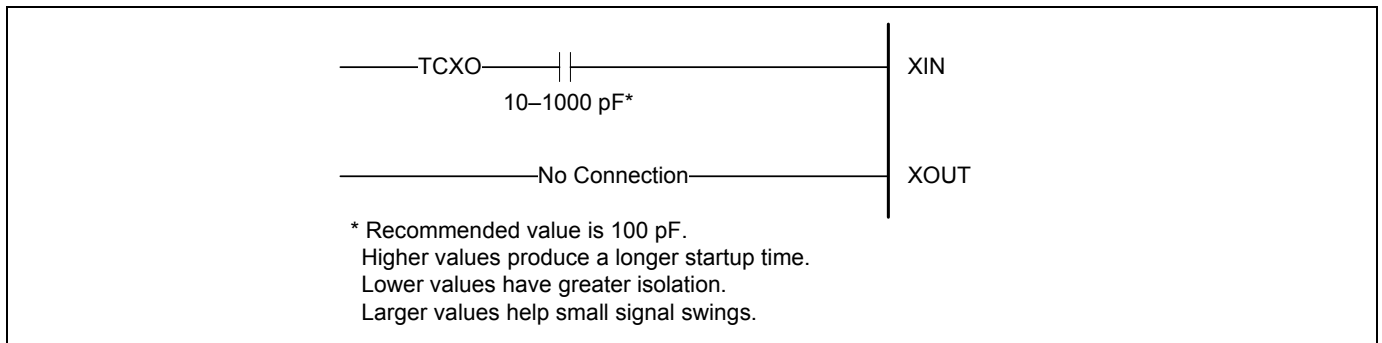 TCXO
XIN
10–1000 pF*
No Connection
XOUT
* Recommended value is 100 pF.
Higher values produce a longer startup time.
Lower values have greater isolation.
Larger values help small signal swings.